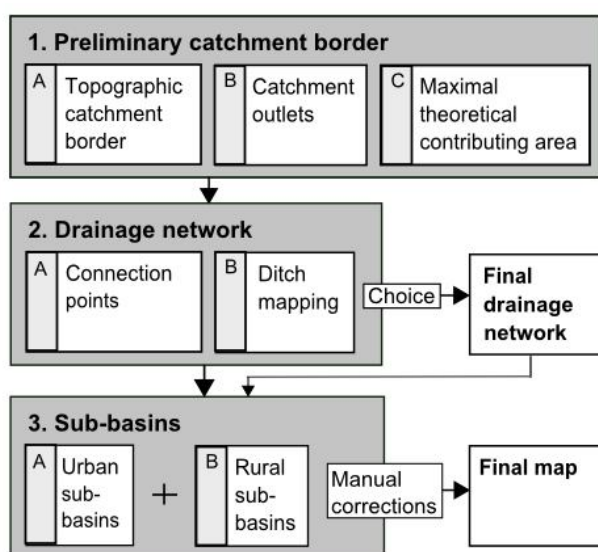 1. Preliminary catchment border
A
Topographic
catchment
border
B
Catchment
outlets
C
Maximal
theoretical
contributing area
2. Drainage network
A
Connection
points
B
Ditch
mapping
Choice
Final
drainage
network
3. Sub-basins
A
Urban
sub-
basins
+
B
Rural
sub-
basins
Manual
corrections
Final map